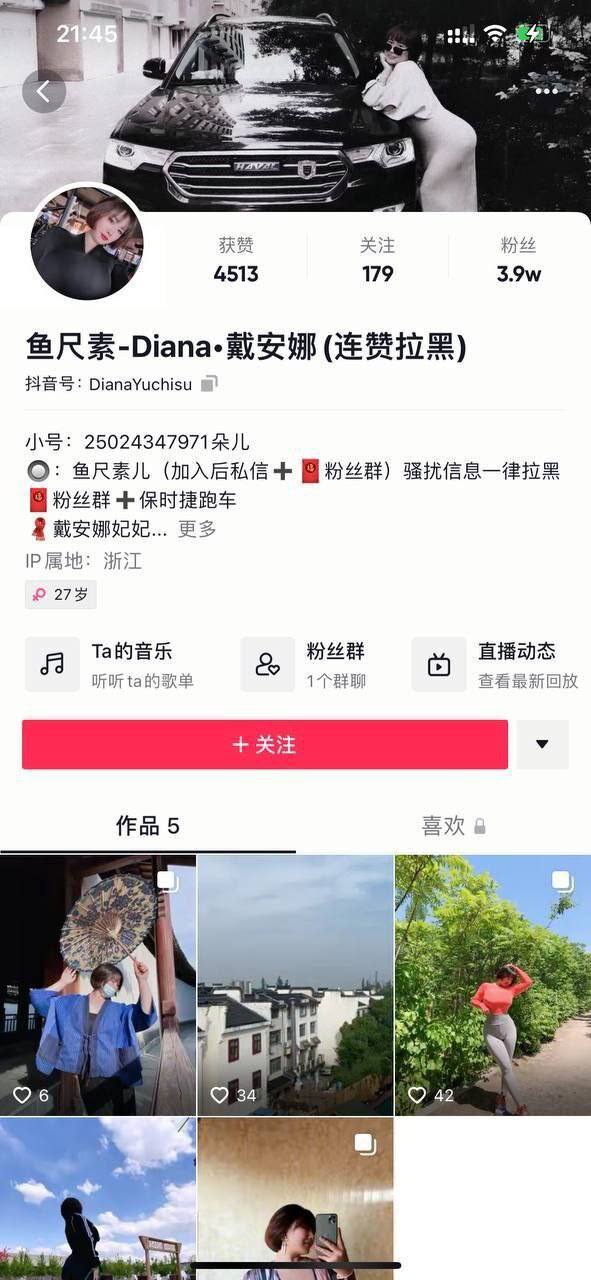 21:45
HAVAL
获赞 关注 粉丝
4513 179 3.9w
鱼尺素-Diana•戴安娜(连赞拉黑)
抖音号：DianaYuchisu
小号：25024347971朵儿
🔘：鱼尺素儿（加入后私信➕🧧粉丝群）骚扰信息一律拉黑
🧧粉丝群➕保时捷跑车
🧣戴安娜妃妃... 更多
IP属地：浙江
27岁
Ta的音乐 粉丝群 直播动态
听听ta的歌单 1个群聊 查看最新回放
+ 关注
作品 5 喜欢
6 34 42